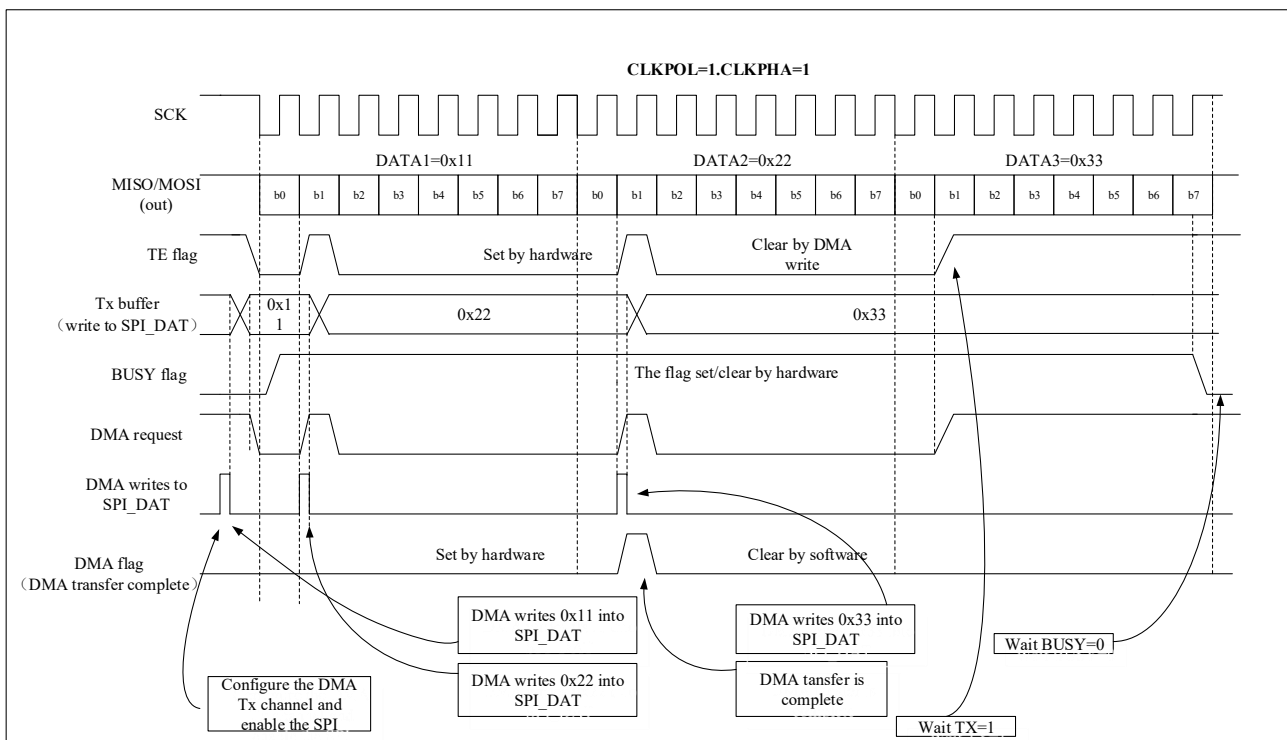 CLKPOL=1.CLKPHA=1
SCK
DATA1=0x11 DATA2=0x22 DATA3=0x33
MISO/MOSI
(out)
b0 b1 b2 b3 b4 b5 b6 b7 b0 b1 b2 b3 b4 b5 b6 b7 b0 b1 b2 b3 b4 b5 b6 b7
TE flag
Set by hardware
Clear by DMA
write
Tx buffer
（write to SPI_DAT）
0x1
1
0x22
0x33
BUSY flag
The flag set/clear by hardware
DMA request
DMA writes to
SPI_DAT
DMA flag
（DMA transfer complete）
Set by hardware
Clear by software
DMA writes 0x11 into
SPI_DAT
DMA writes 0x33 into
SPI_DAT
Wait BUSY=0
Configure the DMA
Tx channel and
enable the SPI
DMA writes 0x22 into
SPI_DAT
DMA tansfer is
complete
Wait TX=1